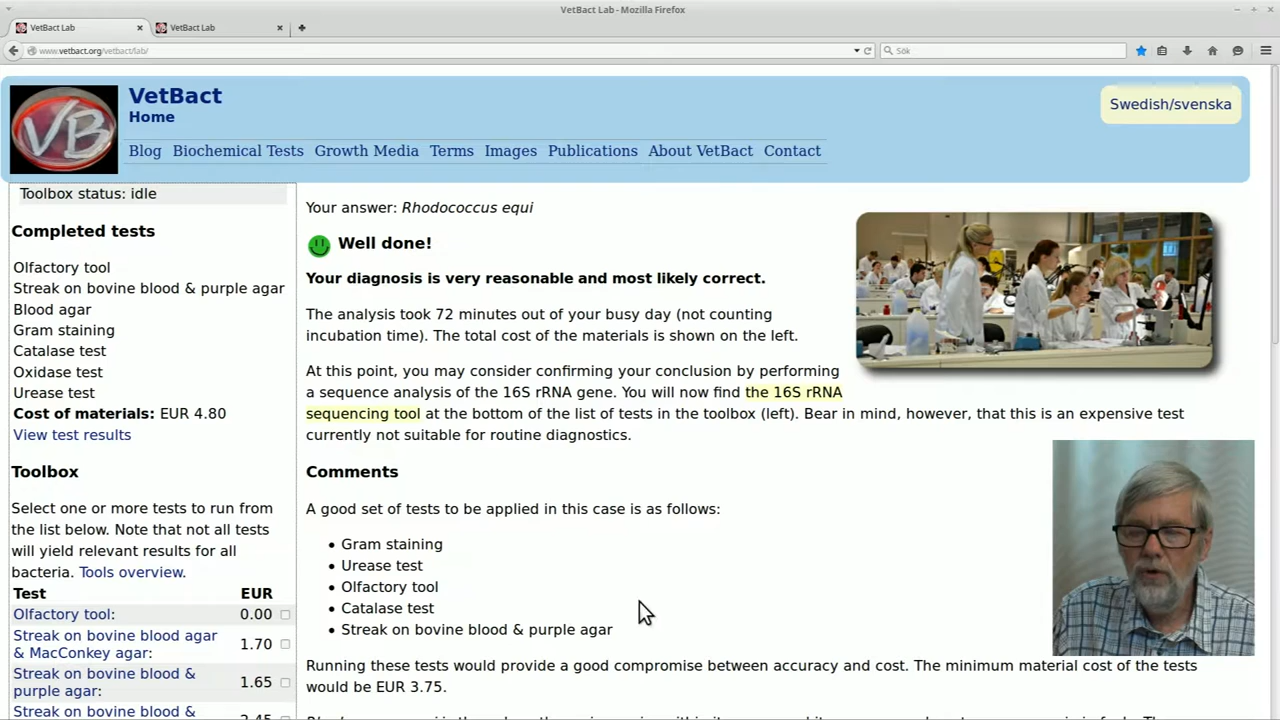 VetBact Lab - Mozilla Firefox
VetBact Lab
VetBact Lab
www.vetbact.org/vetbact/lab/
Sök
VB
VetBact
Home
Swedish/svenska
Blog Biochemical Tests Growth Media Terms Images Publications About VetBact Contact
Toolbox status: idle
Completed tests
Olfactory tool
Streak on bovine blood & purple agar
Blood agar
Gram staining
Catalase test
Oxidase test
Urease test
Cost of materials: EUR 4.80
View test results
Toolbox
Select one or more tests to run from
the list below. Note that not all tests
will yield relevant results for all
bacteria. Tools overview.
Test EUR
Olfactory tool: 0.00
Streak on bovine blood agar
& MacConkey agar: 1.70
Streak on bovine blood &
purple agar: 1.65
Streak on bovine blood &
Your answer: Rhodococcus equi
Well done!
Your diagnosis is very reasonable and most likely correct.
The analysis took 72 minutes out of your busy day (not counting
incubation time). The total cost of the materials is shown on the left.
At this point, you may consider confirming your conclusion by performing
a sequence analysis of the 16S rRNA gene. You will now find the 16S rRNA
sequencing tool at the bottom of the list of tests in the toolbox (left). Bear in mind, however, that this is an expensive test
currently not suitable for routine diagnostics.
Comments
A good set of tests to be applied in this case is as follows:
• Gram staining
• Urease test
• Olfactory tool
• Catalase test
• Streak on bovine blood & purple agar
Running these tests would provide a good compromise between accuracy and cost. The minimum material cost of the tests
would be EUR 3.75.